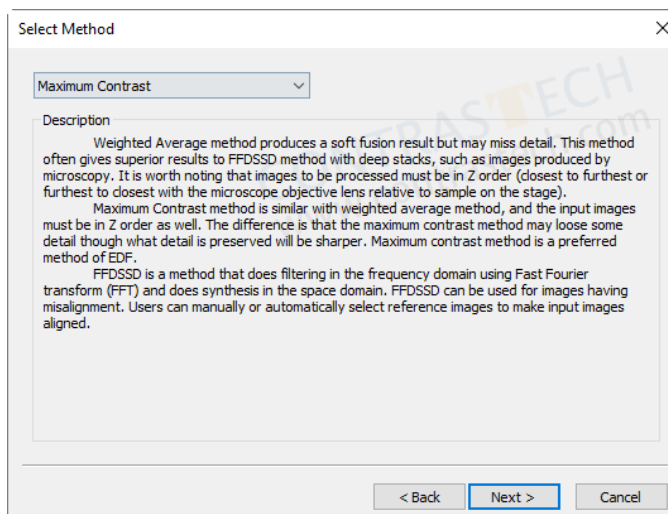 Select Method
Maximum Contrast
Description
Weighted Average method produces a soft fusion result but may miss detail. This method
often gives superior results to FFDSSD method with deep stacks, such as images produced by
microscopy. It is worth noting that images to be processed must be in Z order (closest to furthest or
furthest to closest with the microscope objective lens relative to sample on the stage).
Maximum Contrast method is similar with weighted average method, and the input images
must be in Z order as well. The difference is that the maximum contrast method may loose some
detail though what detail is preserved will be sharper. Maximum contrast method is a preferred
method of EDF.
FFDSSD is a method that does filtering in the frequency domain using Fast Fourier
transform (FFT) and does synthesis in the space domain. FFDSSD can be used for images having
misalignment. Users can manually or automatically select reference images to make input images
aligned.
< Back
Next >
Cancel